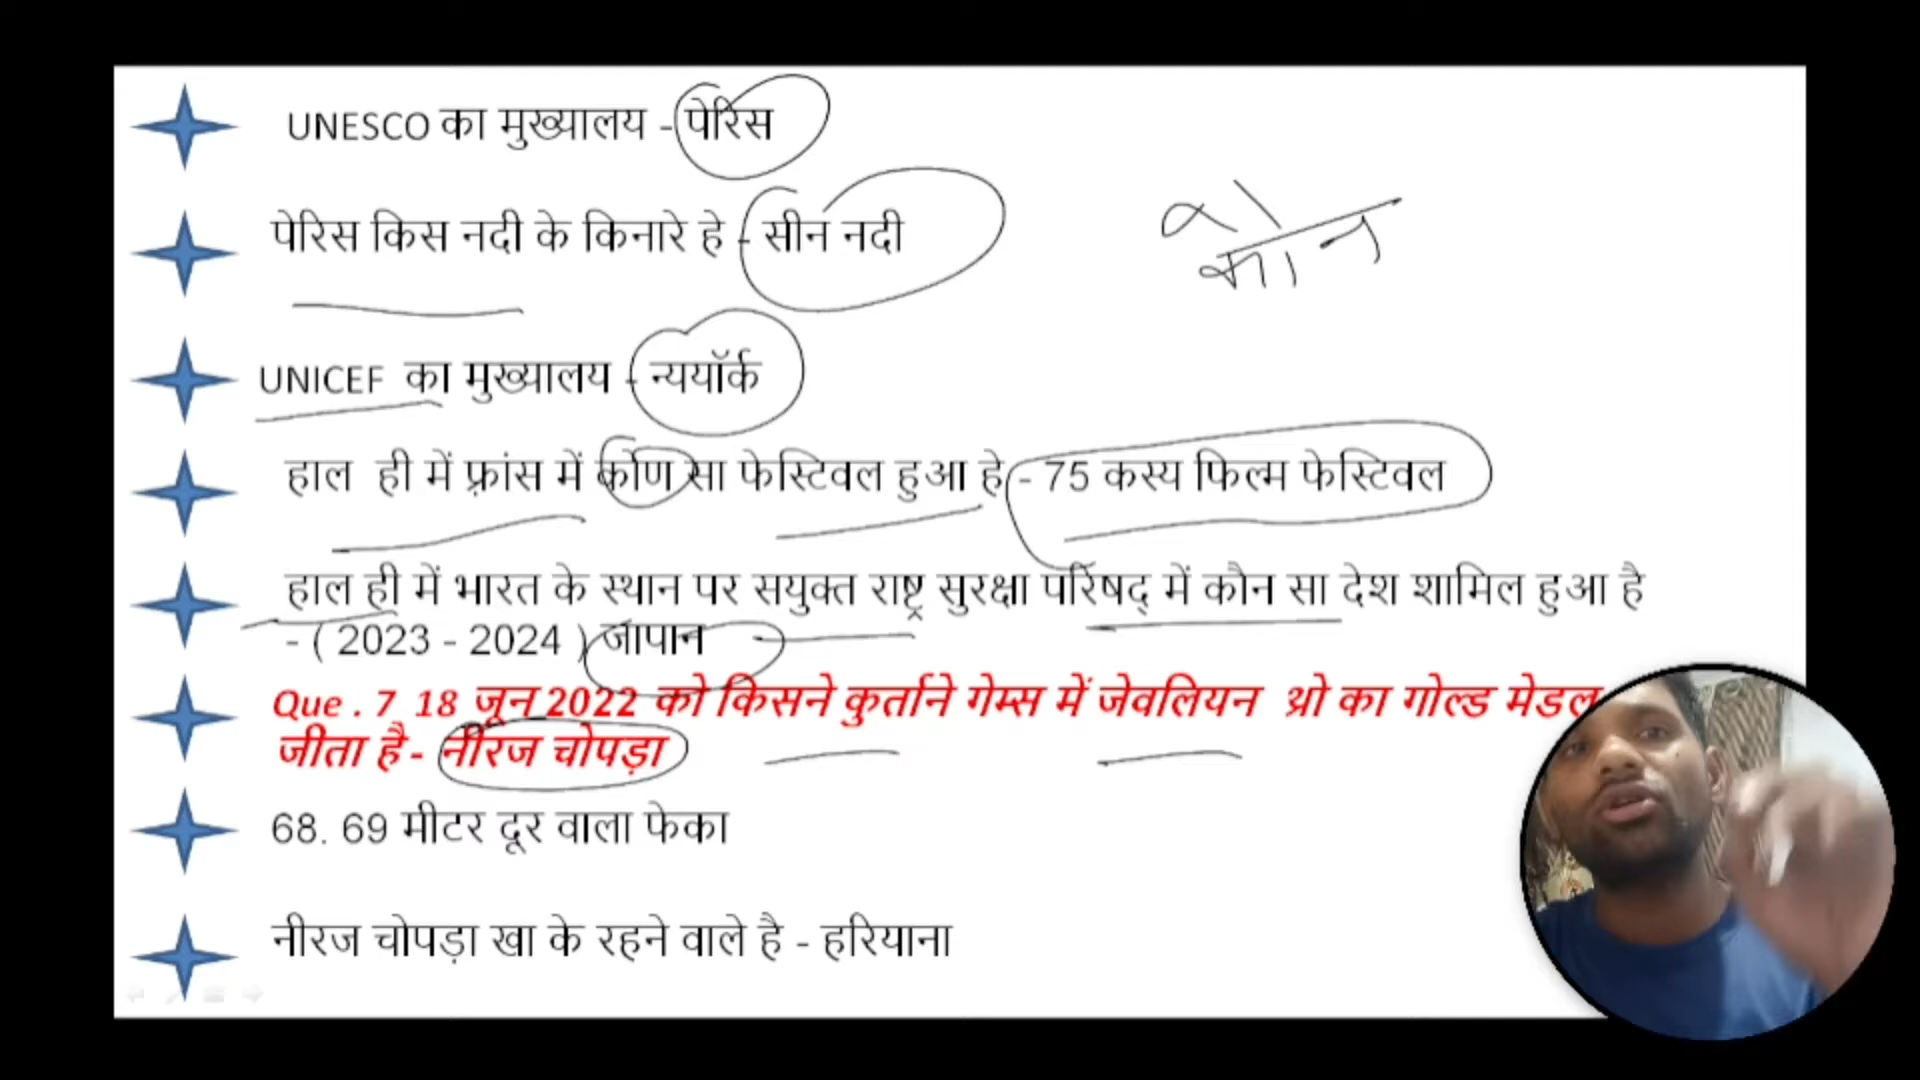 UNESCO का मुख्यालय - पेरिस
पेरिस किस नदी के किनारे हे - सीन नदी
UNICEF का मुख्यालय - न्ययॉर्क
हाल ही में फ़्रांस में कोण सा फेस्टिवल हुआ हे - 75 कस्य फिल्म फेस्टिवल
हाल ही में भारत के स्थान पर सयुक्त राष्ट्र सुरक्षा परिषद् में कौन सा देश शामिल हुआ है
- ( 2023 - 2024 ) जापान
Que . 7 18 जून 2022 को किसने कुर्ताने गेम्स में जेवलियन थ्रो का गोल्ड मेडल
जीता है - नीरज चोपड़ा
68. 69 मीटर दूर वाला फेका
नीरज चोपड़ा खा के रहने वाले है - हरियाना